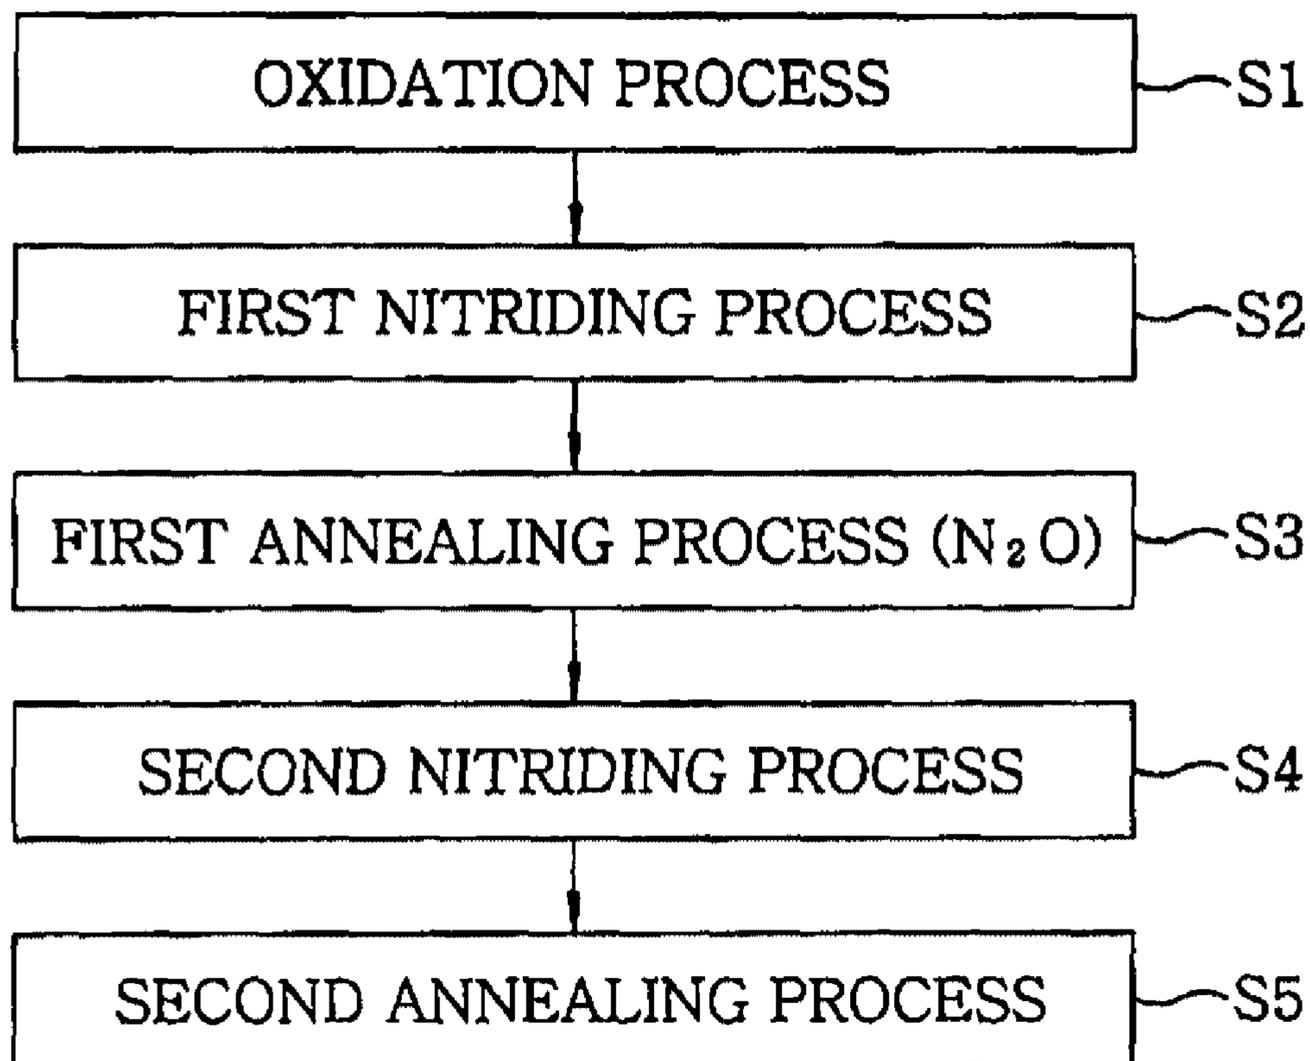 OXIDATION PROCESS S1
FIRST NITRIDING PROCESS S2
FIRST ANNEALING PROCESS (N₂O) S3
SECOND NITRIDING PROCESS S4
SECOND ANNEALING PROCESS S5